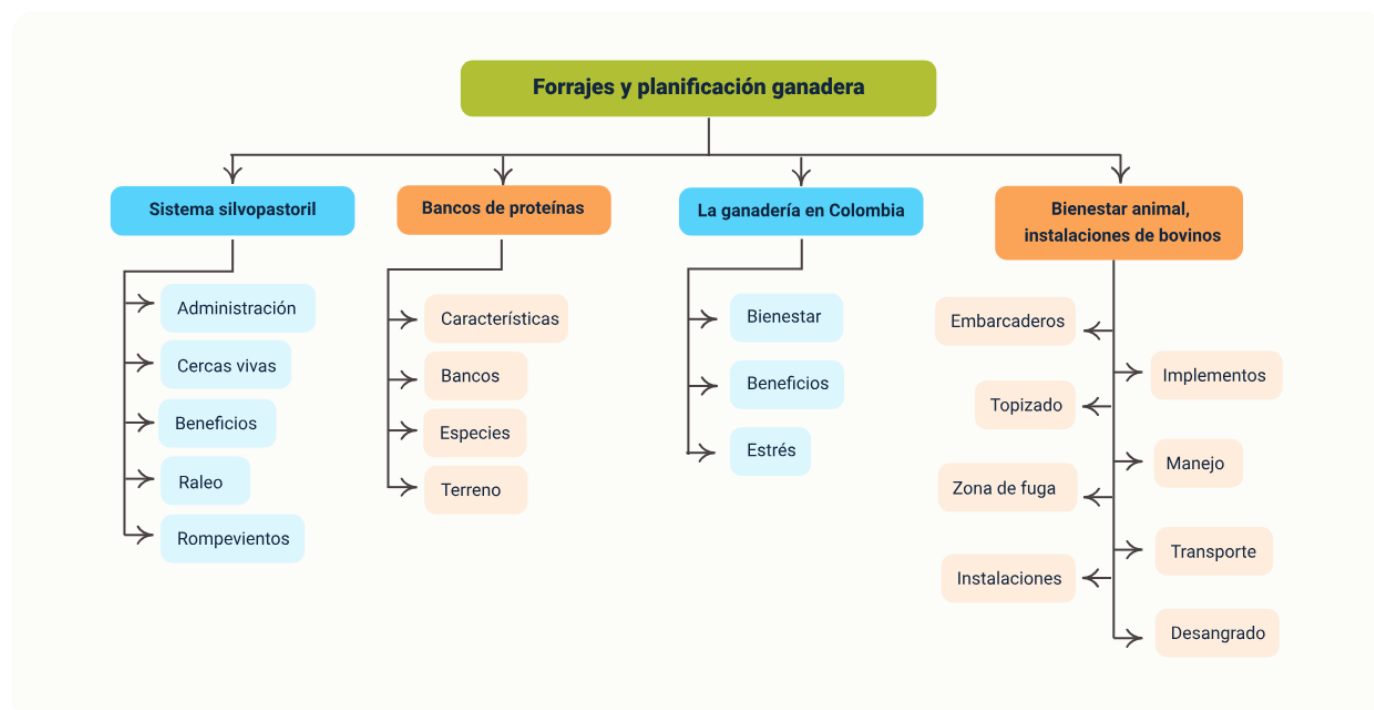 Forrajes y planificación ganadera
Sistema silvopastoril
Administración
Cercas vivas
Beneficios
Raleo
Rompevientos
Bancos de proteínas
Características
Bancos
Especies
Terreno
La ganadería en Colombia
Bienestar
Beneficios
Estrés
Bienestar animal,
instalaciones de bovinos
Embarcaderos
Implementos
Topizado
Manejo
Zona de fuga
Transporte
Instalaciones
Desangrado